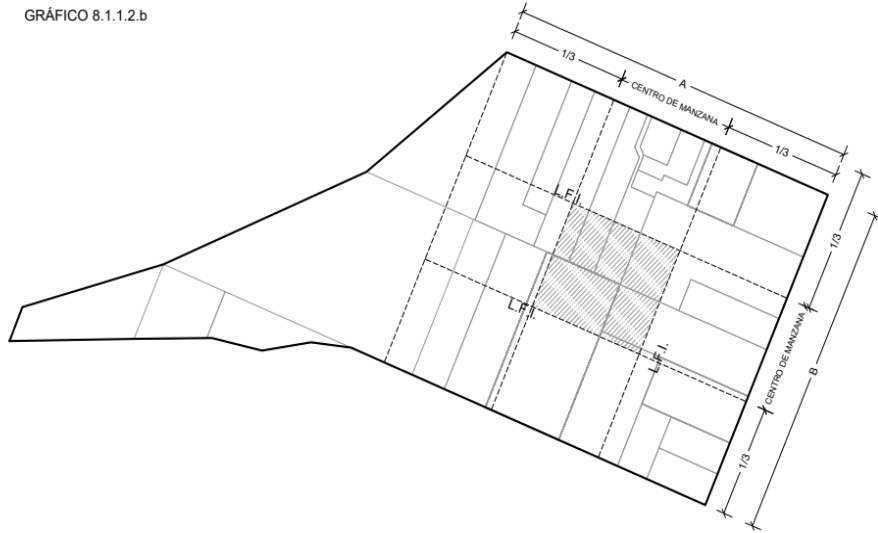 GRÁFICO 8.1.1.2.b
A
1/3
CENTRO DE MANZANA
1/3
L.F.I.
1/3
L.F.I.
CENTRO DE MANZANA
B
L.F.I.
1/3